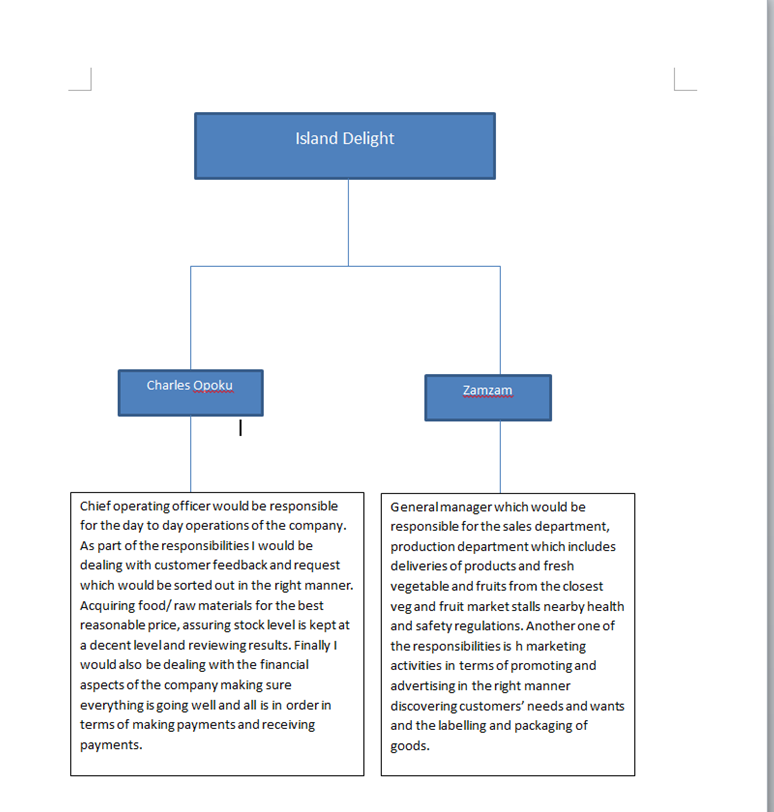 Island Delight
Charles Opoku
Zamzam
Chief operating officer would be responsible
for the day to day operations of the company.
As part of the responsibilities I would be
dealing with customer feedback and request
which would be sorted out in the right manner.
Acquiring food/ raw materials for the best
reasonable price, assuring stock level is kept at
a decent level and reviewing results. Finally I
would also be dealing with the financial
aspects of the company making sure
everything is going well and all is in order in
terms of making payments and receiving
payments.
General manager which would be
responsible for the sales department,
production department which includes
deliveries of products and fresh
vegetable and fruits from the closest
veg and fruit market stalls nearby health
and safety regulations. Another one of
the responsibilities is h marketing
activities in terms of promoting and
advertising in the right manner
discovering customers’ needs and wants
and the labelling and packaging of
goods.